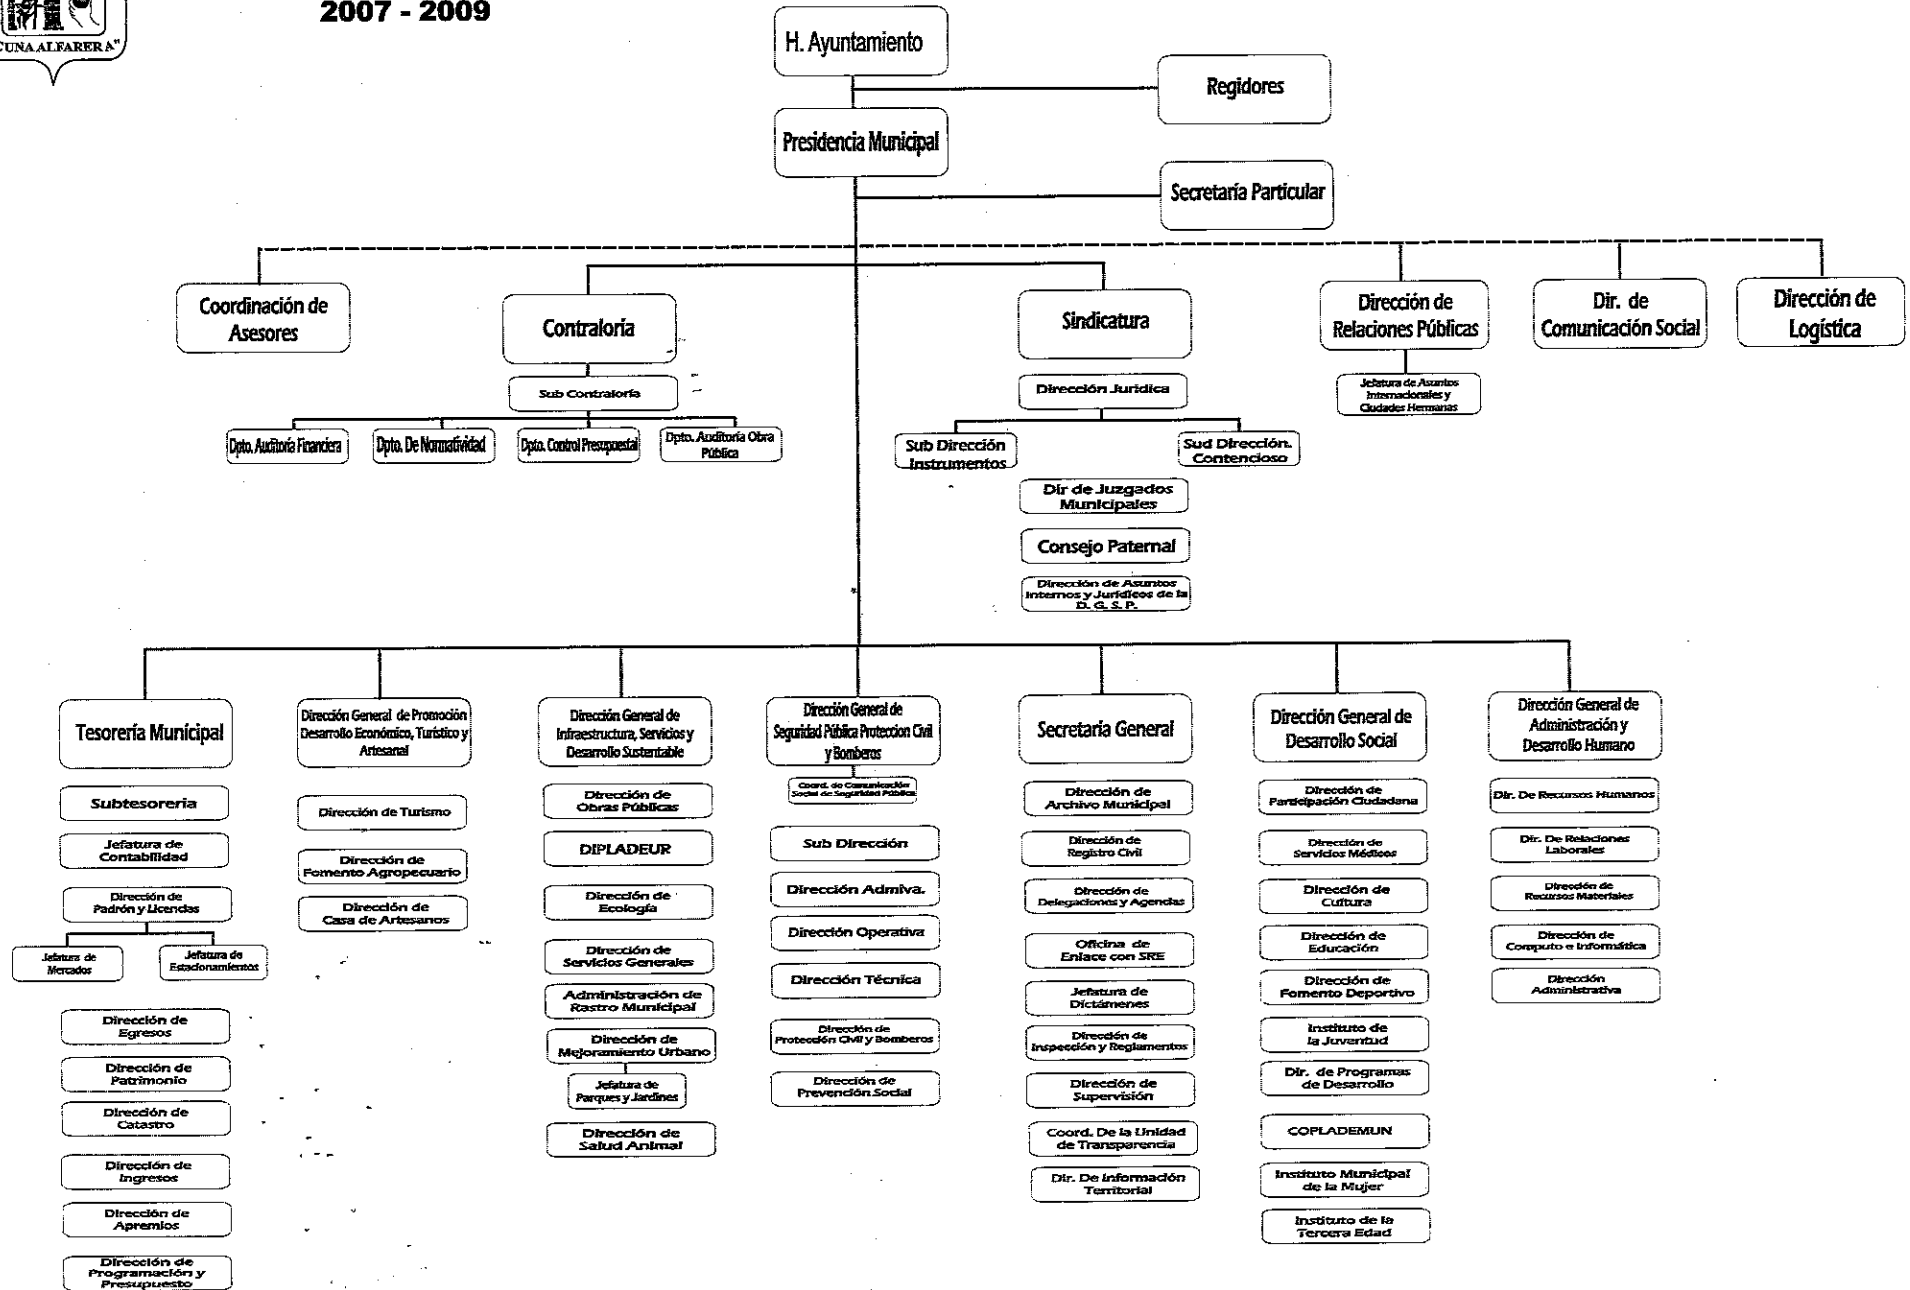 2007 - 2009
CUNA ALFARERA"
H. Ayuntamiento
Regidores
Presidencia Municipal
Secretaría Particular
Coordinación de
Asesores
Contraloría
Sindicatura
Dirección de
Relaciones Públicas
Dir. de
Comunicación Social
Dirección de
Logística
Sub Contraloría
Dpto. Auditoría Financiera
Dpto. De Normatividad
Dpto. Control Presupuestal
Dpto. Auditoría Obra
Pública
Dirección Jurídica
Sub Dirección
Instrumentos
Sud Dirección.
Contencioso
Dir de Juzgados
Municipales
Consejo Paternal
Dirección de Asuntos
Internos y Jurídicos de la
D. G. S. P.
Jefatura de Asuntos
Internacionales y
Ciudades Hermanas
Tesorería Municipal
Subtesorería
Jefatura de
Contabilidad
Dirección de
Padrón y Licencias
Jefatura de
Mercados
Jefatura de
Estacionamientos
Dirección de
Egresos
Dirección de
Patrimonio
Dirección de
Catastro
Dirección de
Ingresos
Dirección de
Apremios
Dirección de
Programación y
Presupuesto
Dirección General de Promoción
Desarrollo Económico, Turístico y
Artesanal
Dirección de Turismo
Dirección de
Fomento Agropecuario
Dirección de
Casa de Artesanos
Dirección General de
Infraestructura, Servicios y
Desarrollo Sustentable
Dirección de
Obras Públicas
DIPLADEUR
Dirección de
Ecología
Dirección de
Servicios Generales
Administración de
Rastro Municipal
Dirección de
Mejoramiento Urbano
Jefatura de
Parques y Jardines
Dirección de
Salud Animal
Dirección General de
Seguridad Pública Proteccion Civil
y Bomberos
Coord. de Comunicación
Social de Seguridad Pública
Sub Dirección
Dirección Admiva.
Dirección Operativa
Dirección Técnica
Dirección de
Protección Civil y Bomberos
Dirección de
Prevención Social
Secretaría General
Dirección de
Archivo Municipal
Dirección de
Registro Civil
Dirección de
Delegaciones y Agencias
Oficina de
Enlace con SRE
Jefatura de
Dictámenes
Dirección de
Inspección y Reglamentos
Dirección de
Supervisión
Coord. De la Unidad
de Transparencia
Dir. De Información
Territorial
Dirección General de
Desarrollo Social
Dirección de
Participación Ciudadana
Dirección de
Servicios Médicos
Dirección de
Cultura
Dirección de
Educación
Dirección de
Fomento Deportivo
Instituto de
la Juventud
Dir. de Programas
de Desarrollo
COPLADEMUN
Instituto Municipal
de la Mujer
Instituto de la
Tercera Edad
Dirección General de
Administración y
Desarrollo Humano
Dir. De Recursos Humanos
Dir. De Relaciones
Laborales
Dirección de
Recursos Materiales
Dirección de
Computo e Informática
Dirección
Administrativa